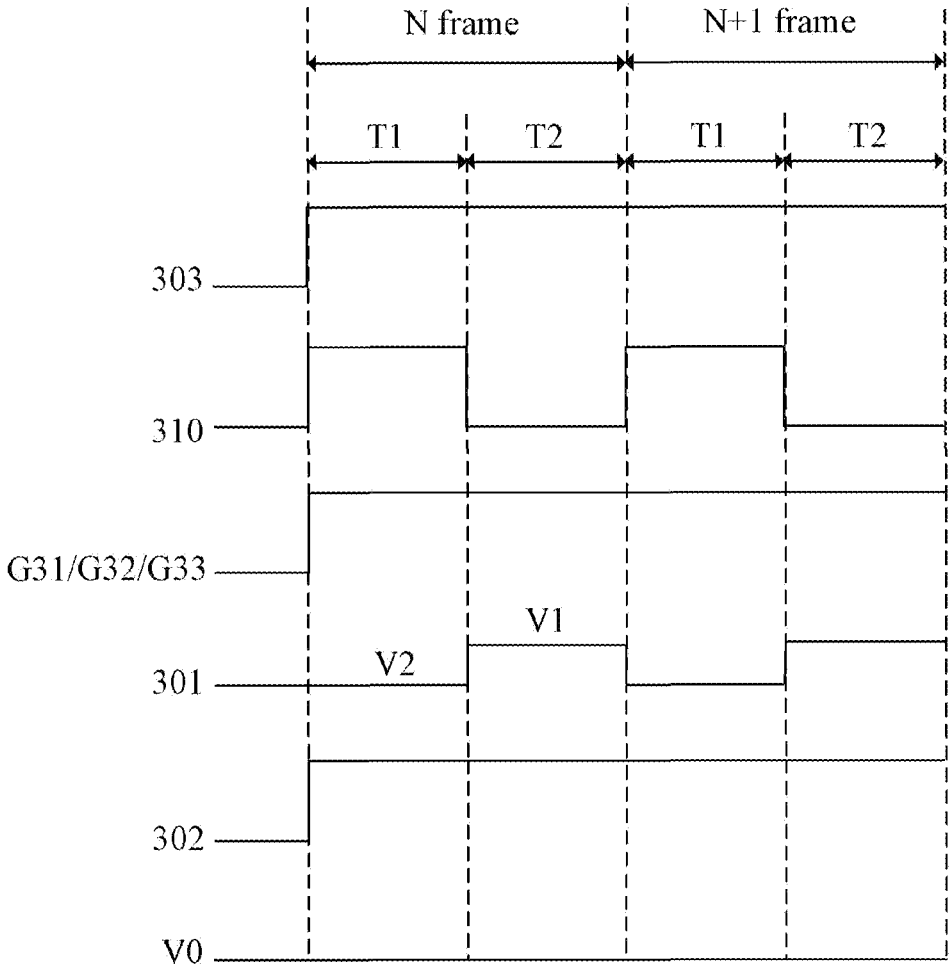 N frame
N+1 frame
T1
T2
T1
T2
303
310
G31/G32/G33
V1
V2
301
302
V0